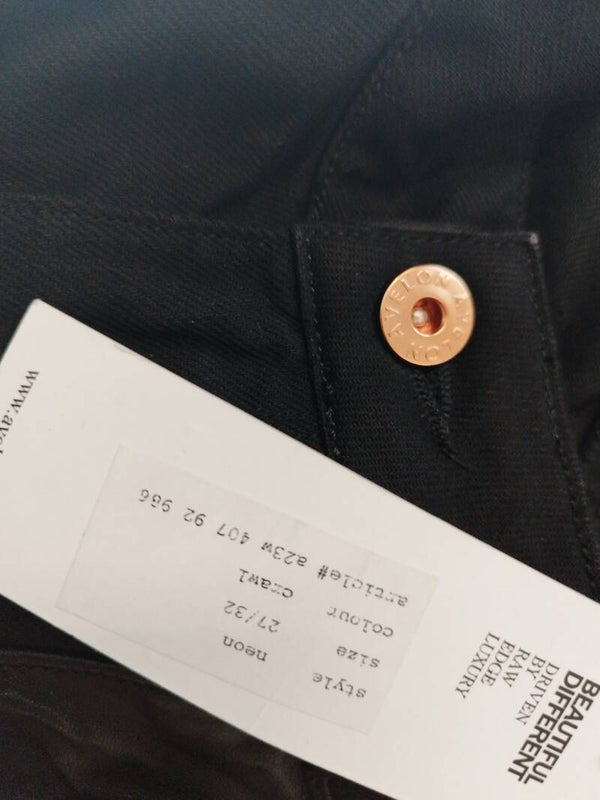 AVELON AVELON
www.avel
style neon
size 27/32
colour crawl
article# a23w 407 92 986
BEAUTIFUL
DIFFERENT
DRIVEN
BY RAW
EDGE
LUXURY